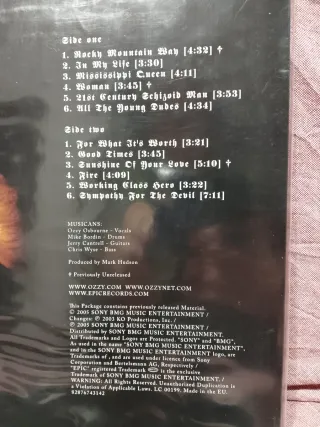 Side one
1. Rocky Mountain Way [4:32] †
2. In My Life [3:30]
3. Mississippi Queen [4:11]
4. Woman [3:45] †
5. 21st Century Schizoid Man [3:53]
6. All The Young Dudes [4:34]
Side two
1. For What It's Worth [3:21]
2. Good Times [3:45]
3. Sunshine Of Your Love [5:10] †
4. Fire [4:09]
5. Working Class Hero [3:22]
6. Sympathy For The Devil [7:11]
MUSICANS:
Ozzy Osbourne - Vocals
Mike Bordin - Drums
Jerry Cantrell - Guitars
Chris Wyse - Bass
Produced by Mark Hudson
† Previously Unreleased
WWW.OZZY.COM WWW.OZZYNET.COM
WWW.EPICRECORDS.COM
This Package contains previously released Material.
© 2005 SONY BMG MUSIC ENTERTAINMENT /
Changes: ℗ 2003 KO Productions, Inc. /
℗ 2005 SONY BMG MUSIC ENTERTAINMENT /
Distributed by SONY BMG MUSIC ENTERTAINMENT.
All Trademarks and Logos are Protected. "SONY" and "BMG",
As used in the name "SONY BMG MUSIC ENTERTAINMENT",
and in the SONY BMG MUSIC ENTERTAINMENT logo, are
Trademarks of, and are used under licence from Sony
Corporation and Bertelsmann AG, Respectively /
"EPIC" registered Trademark is the exclusive
Trademark of SONY BMG MUSIC ENTERTAINMENT. /
WARNING: All Rights Reserved. Unauthorized Duplication is
a Violation of Applicable Laws. LC 00199. Made in the EU.
82876743142